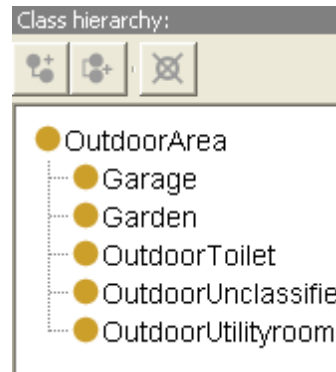 Class hierarchy:
OutdoorArea
Garage
Garden
OutdoorToilet
OutdoorUnclassifie
OutdoorUtilityroom